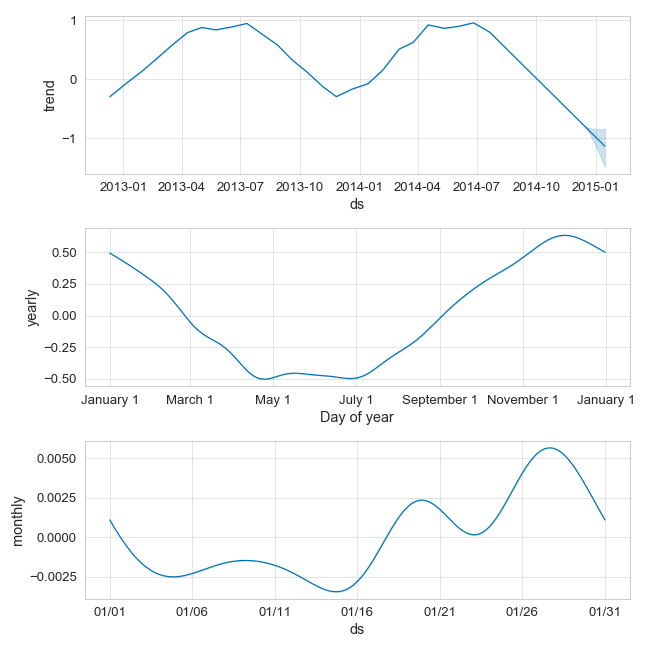 1
0
−1
trend
2013-01 2013-04 2013-07 2013-10 2014-01 2014-04 2014-07 2014-10 2015-01
ds
0.50
0.25
0.00
−0.25
−0.50
yearly
January 1 March 1 May 1 July 1 September 1 November 1 January 1
Day of year
0.0050
0.0025
0.0000
−0.0025
monthly
01/01 01/06 01/11 01/16 01/21 01/26 01/31
ds